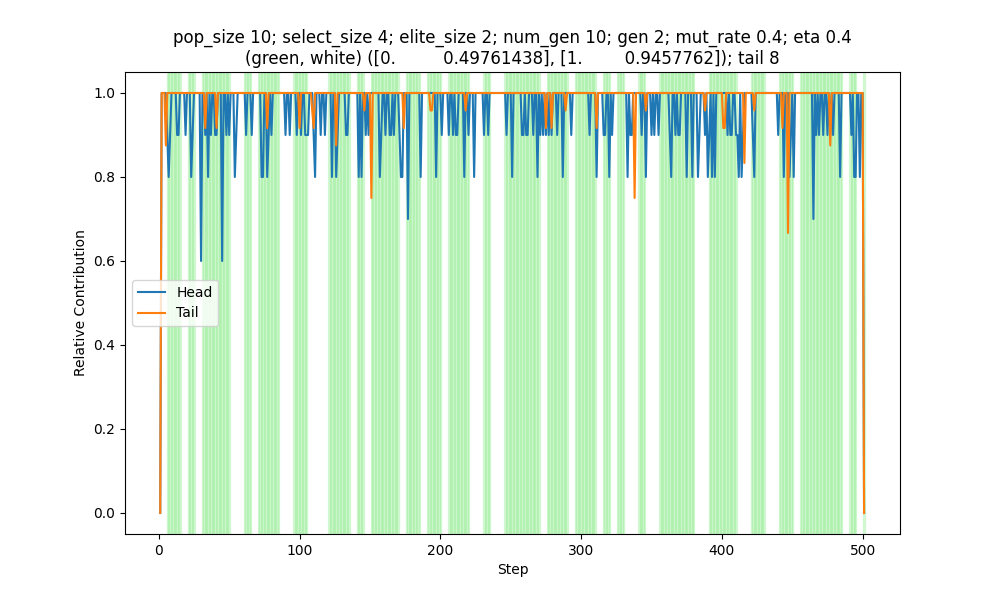 pop_size 10; select_size 4; elite_size 2; num_gen 10; gen 2; mut_rate 0.4; eta 0.4
(green, white) ([0. 0.49761438], [1. 0.9457762]); tail 8
1.0
0.8
0.6
0.4
0.2
0.0
Relative Contribution
Head
Tail
0
100
200
300
400
500
Step